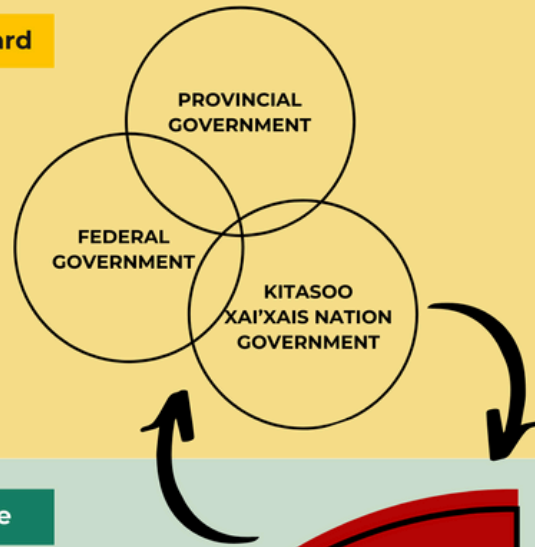 ard
PROVINCIAL
GOVERNMENT
FEDERAL
GOVERNMENT
KITASOO
XAI'XAIS NATION
GOVERNMENT
e